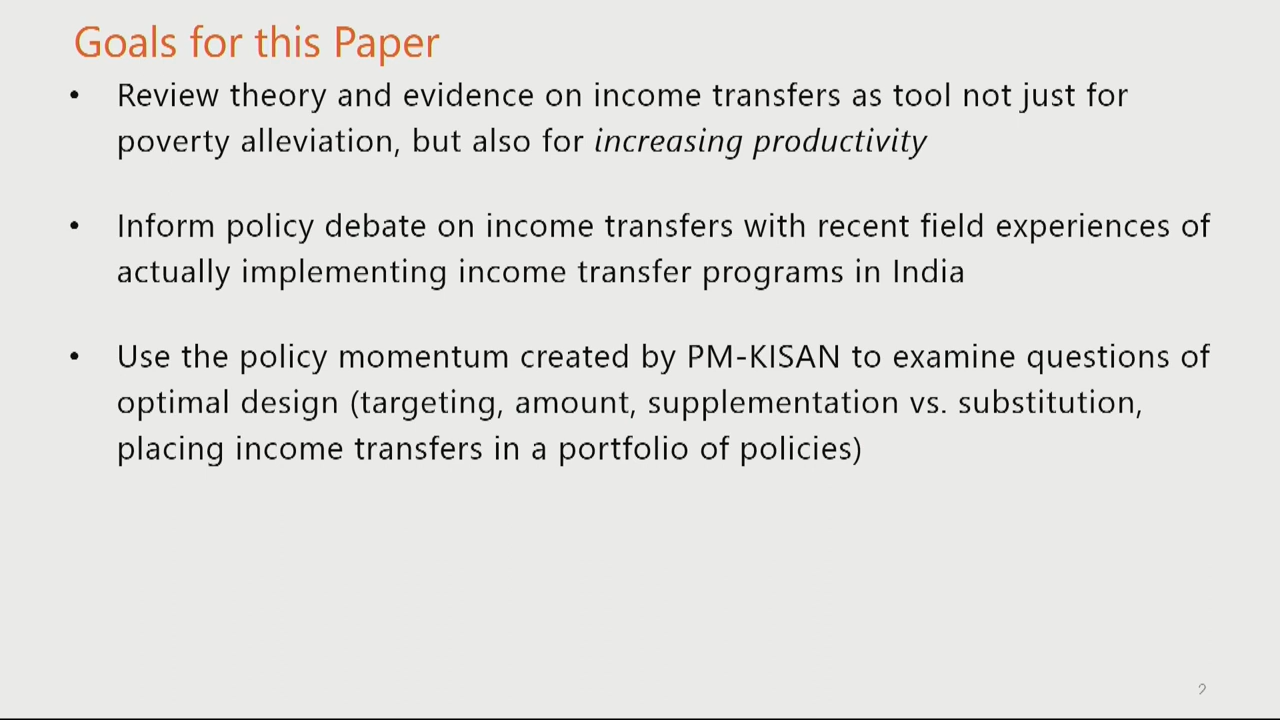 Goals for this Paper
• Review theory and evidence on income transfers as tool not just for
poverty alleviation, but also for increasing productivity
• Inform policy debate on income transfers with recent field experiences of
actually implementing income transfer programs in India
• Use the policy momentum created by PM-KISAN to examine questions of
optimal design (targeting, amount, supplementation vs. substitution,
placing income transfers in a portfolio of policies)
2